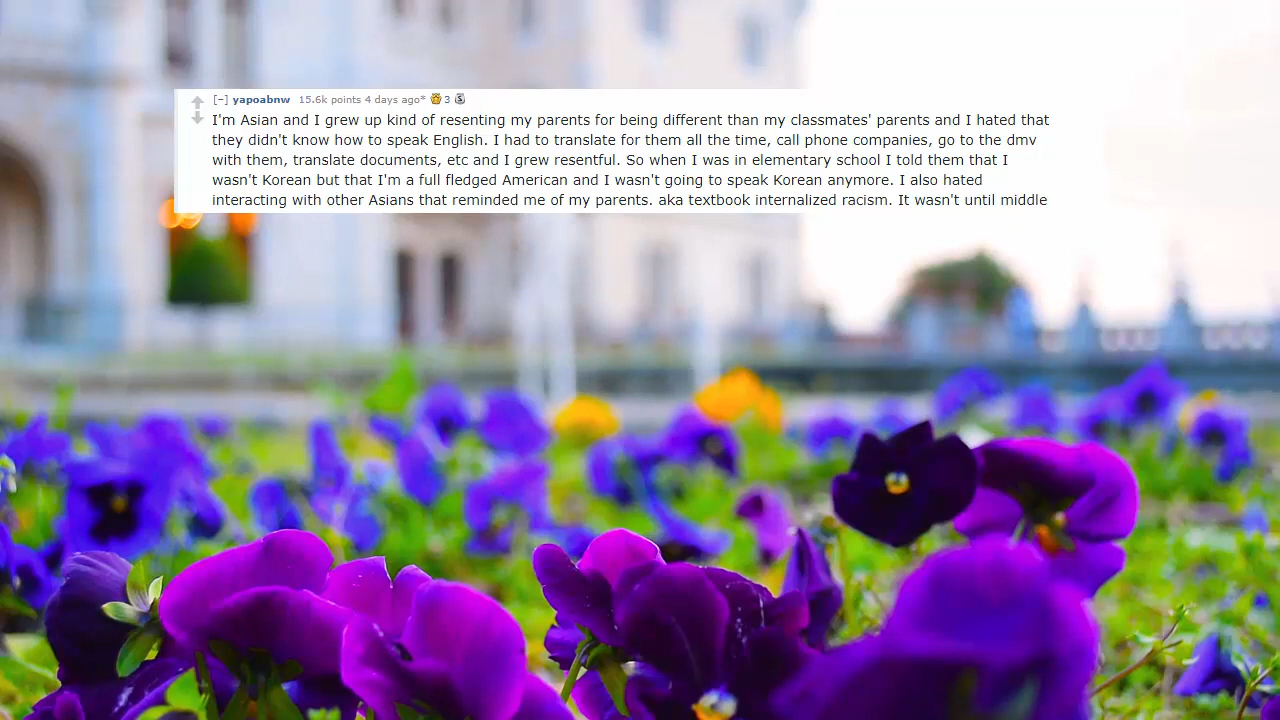 [–] yapoabnw 15.6k points 4 days ago* 3
I'm Asian and I grew up kind of resenting my parents for being different than my classmates' parents and I hated that
they didn't know how to speak English. I had to translate for them all the time, call phone companies, go to the dmv
with them, translate documents, etc and I grew resentful. So when I was in elementary school I told them that I
wasn't Korean but that I'm a full fledged American and I wasn't going to speak Korean anymore. I also hated
interacting with other Asians that reminded me of my parents. aka textbook internalized racism. It wasn't until middle